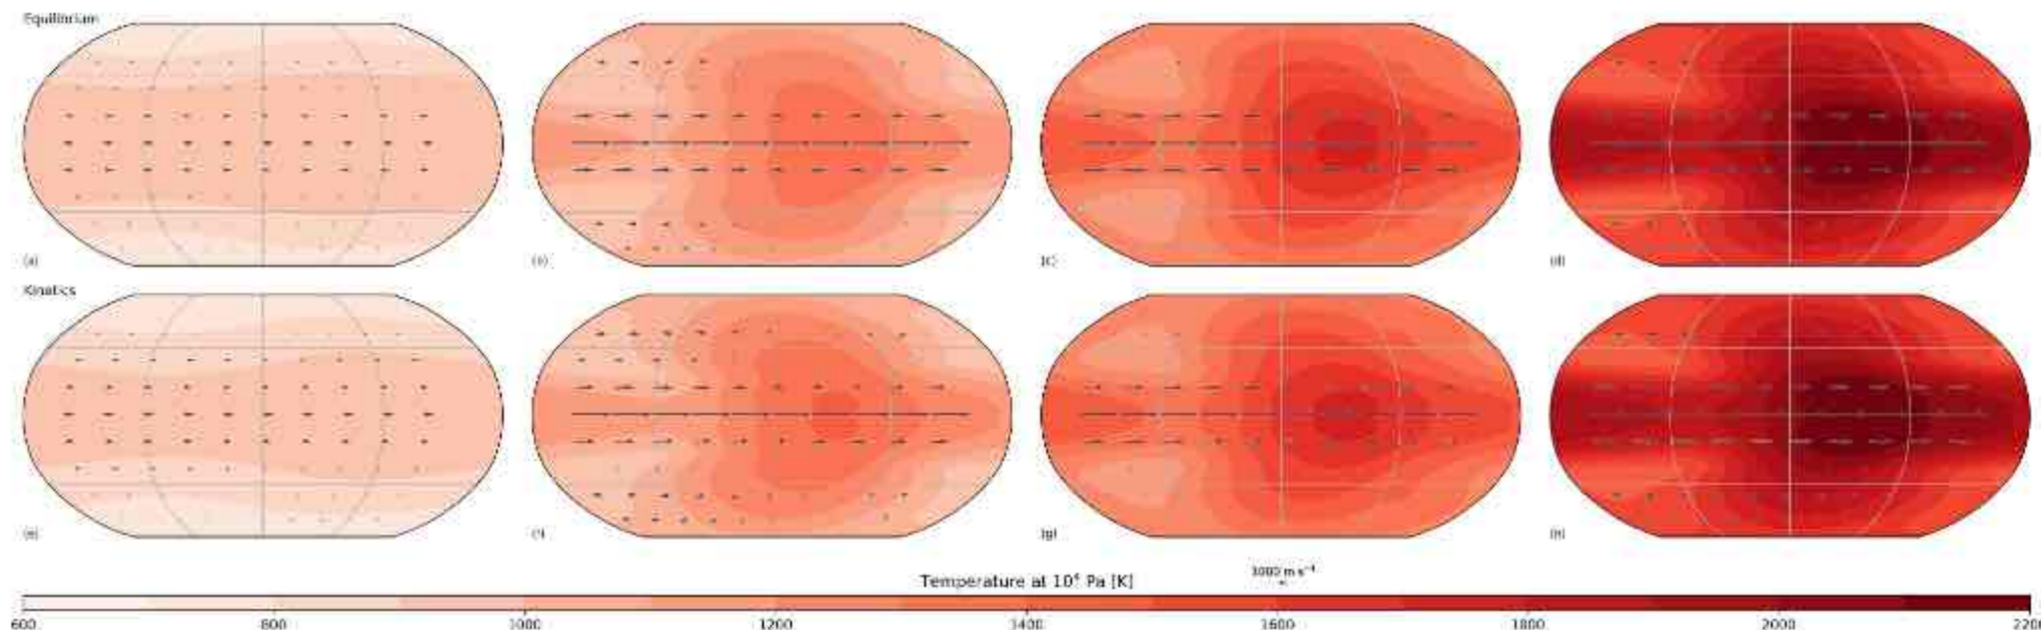 Equilibrium
(a) (b) (c) (d)
Kinetics
(e) (f) (g) (h)
Temperature at 10⁴ Pa [K]
1000 m s⁻¹
600 800 1000 1200 1400 1600 1800 2000 2200